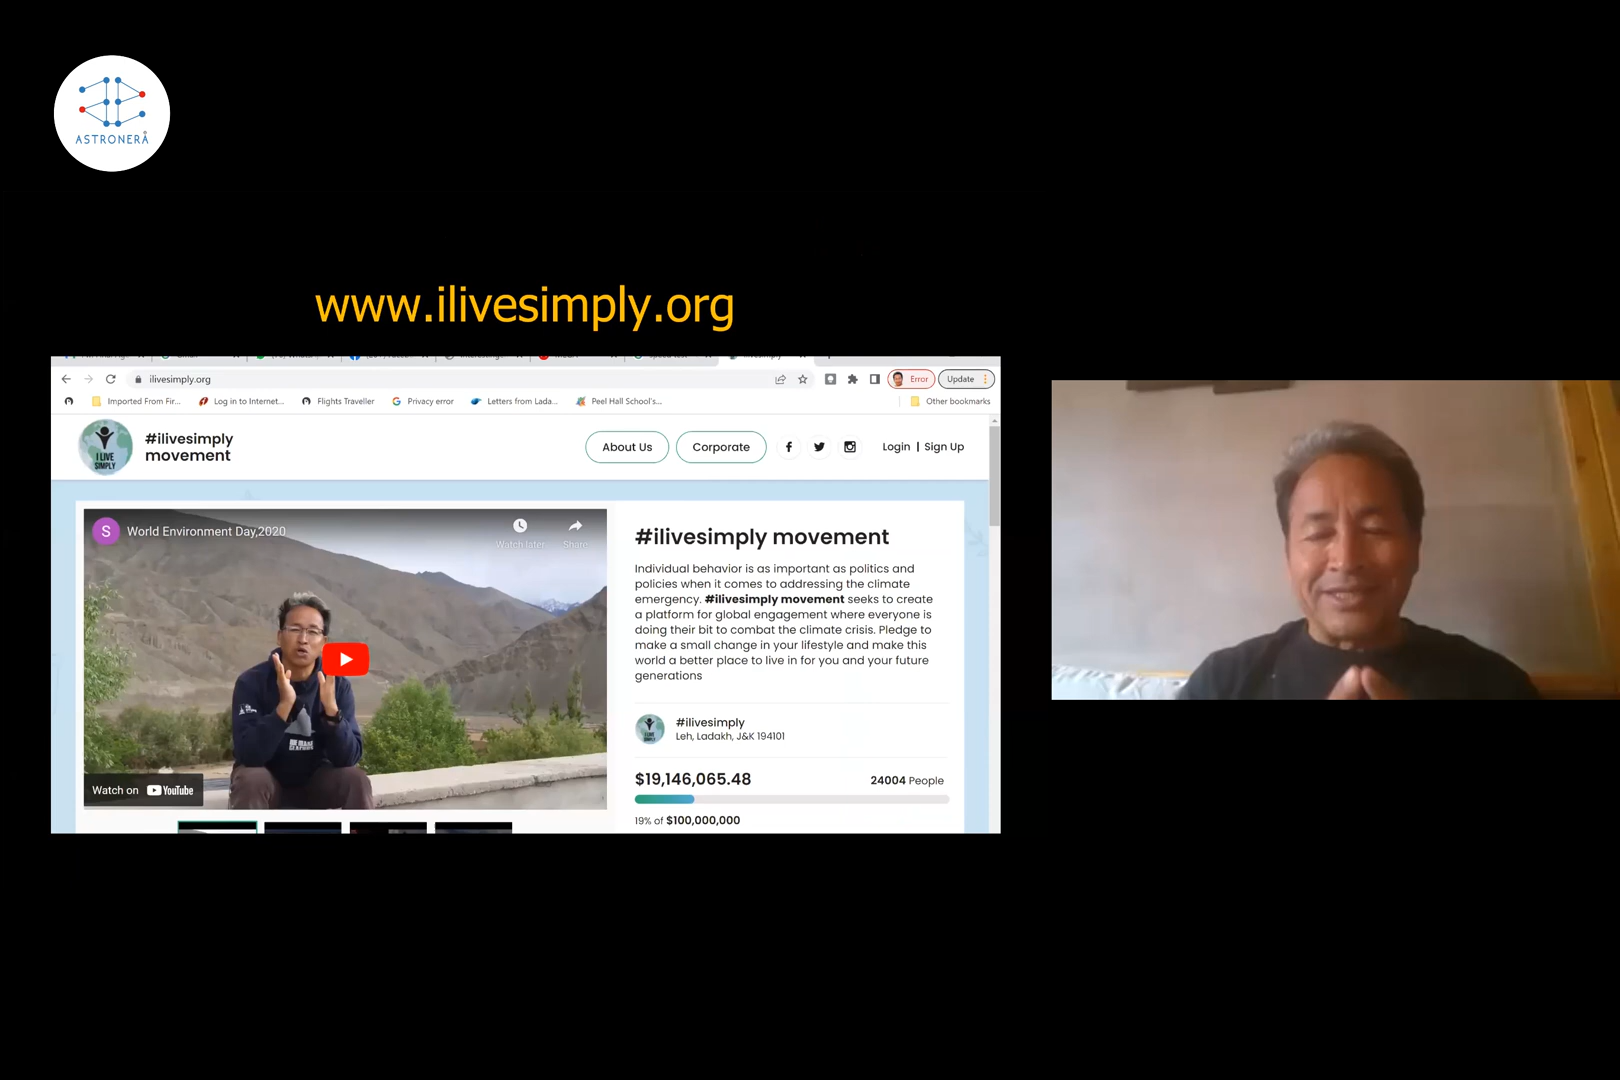 ASTRONERA
www.ilivesimply.org
ilivesimply.org
Error
Update
Imported From Fir...
Log in to Internet...
Flights Traveller
Privacy error
Letters from Lada...
Peel Hall School's...
Other bookmarks
I LIVE
SIMPLY
#ilivesimply
movement
About Us
Corporate
Login | Sign Up
S
World Environment Day,2020
Watch later
Share
Watch on YouTube
#ilivesimply movement
Individual behavior is as important as politics and
policies when it comes to addressing the climate
emergency. #ilivesimply movement seeks to create
a platform for global engagement where everyone is
doing their bit to combat the climate crisis. Pledge to
make a small change in your lifestyle and make this
world a better place to live in for you and your future
generations
#ilivesimply
Leh, Ladakh, J&K 194101
$19,146,065.48
24004 People
19% of $100,000,000